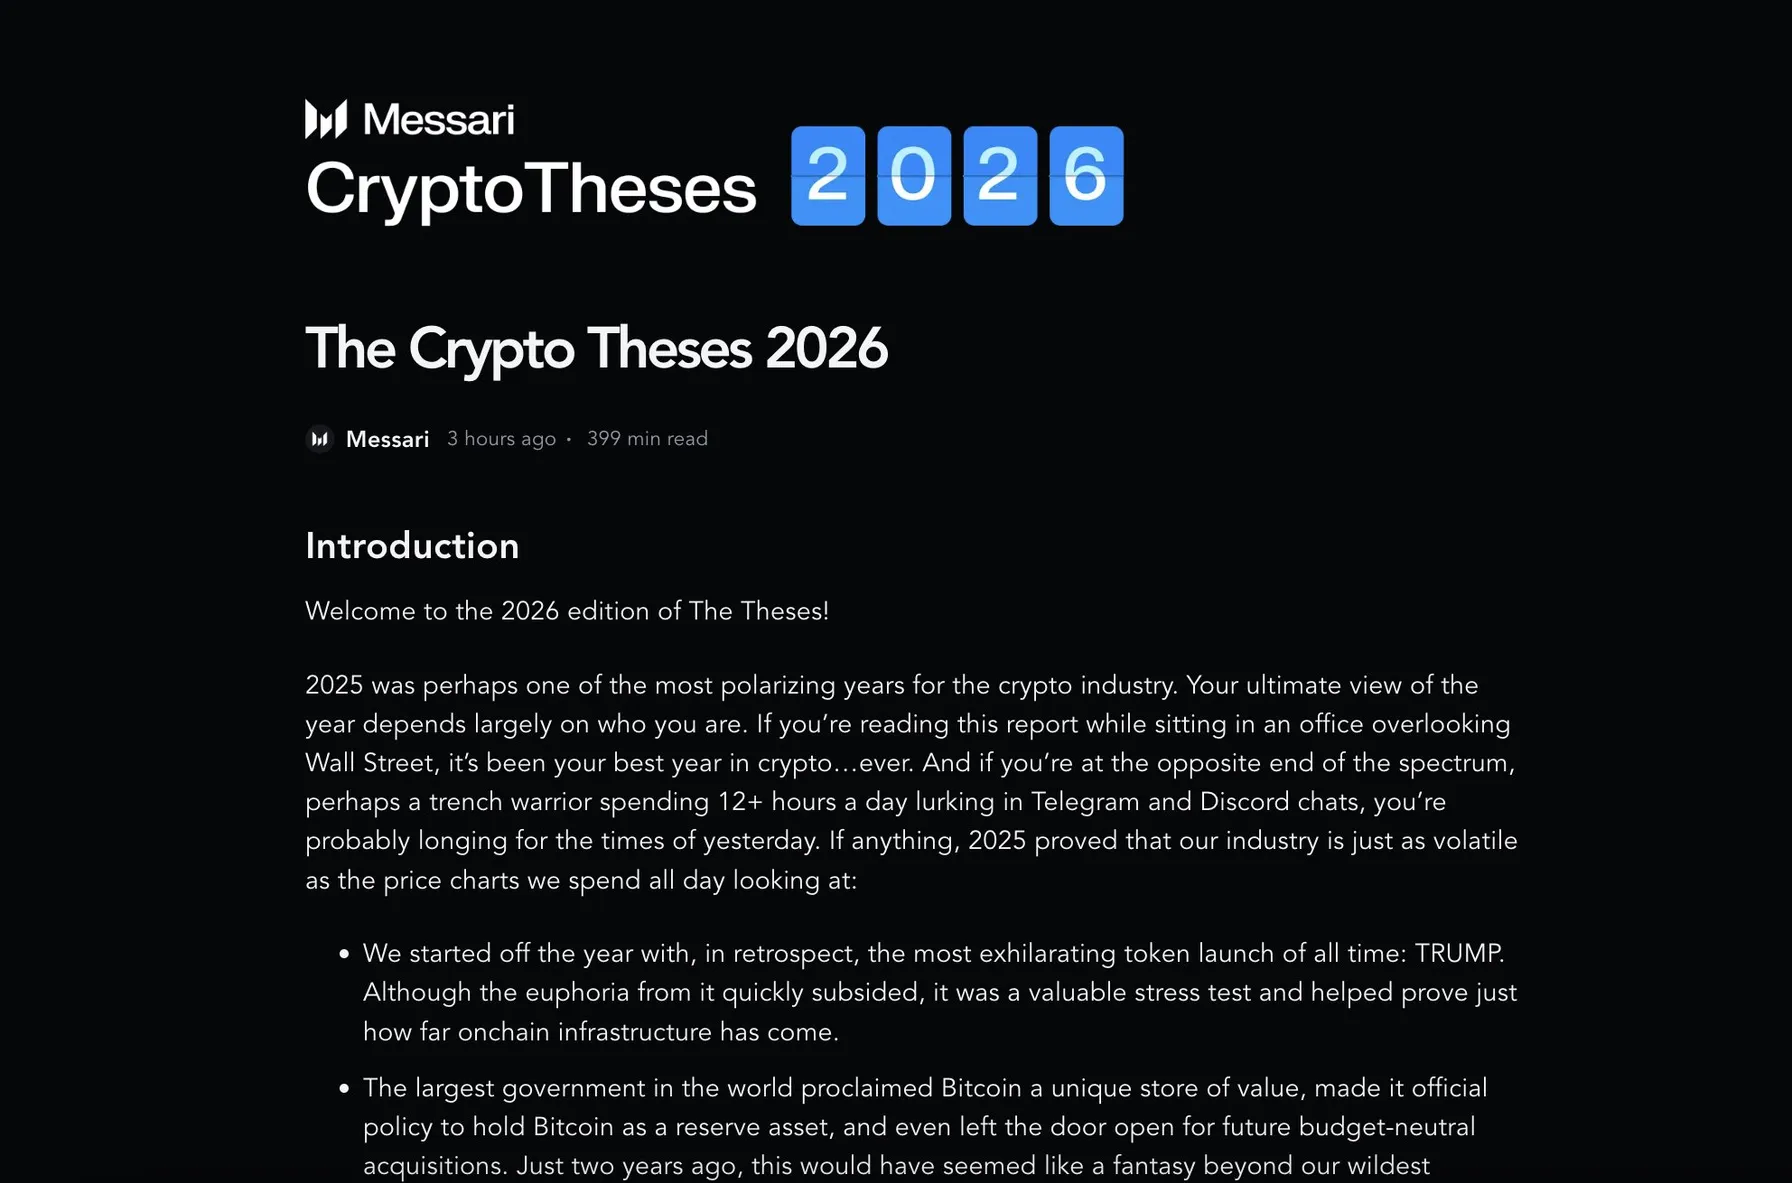 Messari
CryptoTheses 2026
The Crypto Theses 2026
Messari 3 hours ago • 399 min read
Introduction
Welcome to the 2026 edition of The Theses!
2025 was perhaps one of the most polarizing years for the crypto industry. Your ultimate view of the
year depends largely on who you are. If you’re reading this report while sitting in an office overlooking
Wall Street, it’s been your best year in crypto…ever. And if you’re at the opposite end of the spectrum,
perhaps a trench warrior spending 12+ hours a day lurking in Telegram and Discord chats, you’re
probably longing for the times of yesterday. If anything, 2025 proved that our industry is just as volatile
as the price charts we spend all day looking at:
• We started off the year with, in retrospect, the most exhilarating token launch of all time: TRUMP.
Although the euphoria from it quickly subsided, it was a valuable stress test and helped prove just
how far onchain infrastructure has come.
• The largest government in the world proclaimed Bitcoin a unique store of value, made it official
policy to hold Bitcoin as a reserve asset, and even left the door open for future budget-neutral
acquisitions. Just two years ago, this would have seemed like a fantasy beyond our wildest